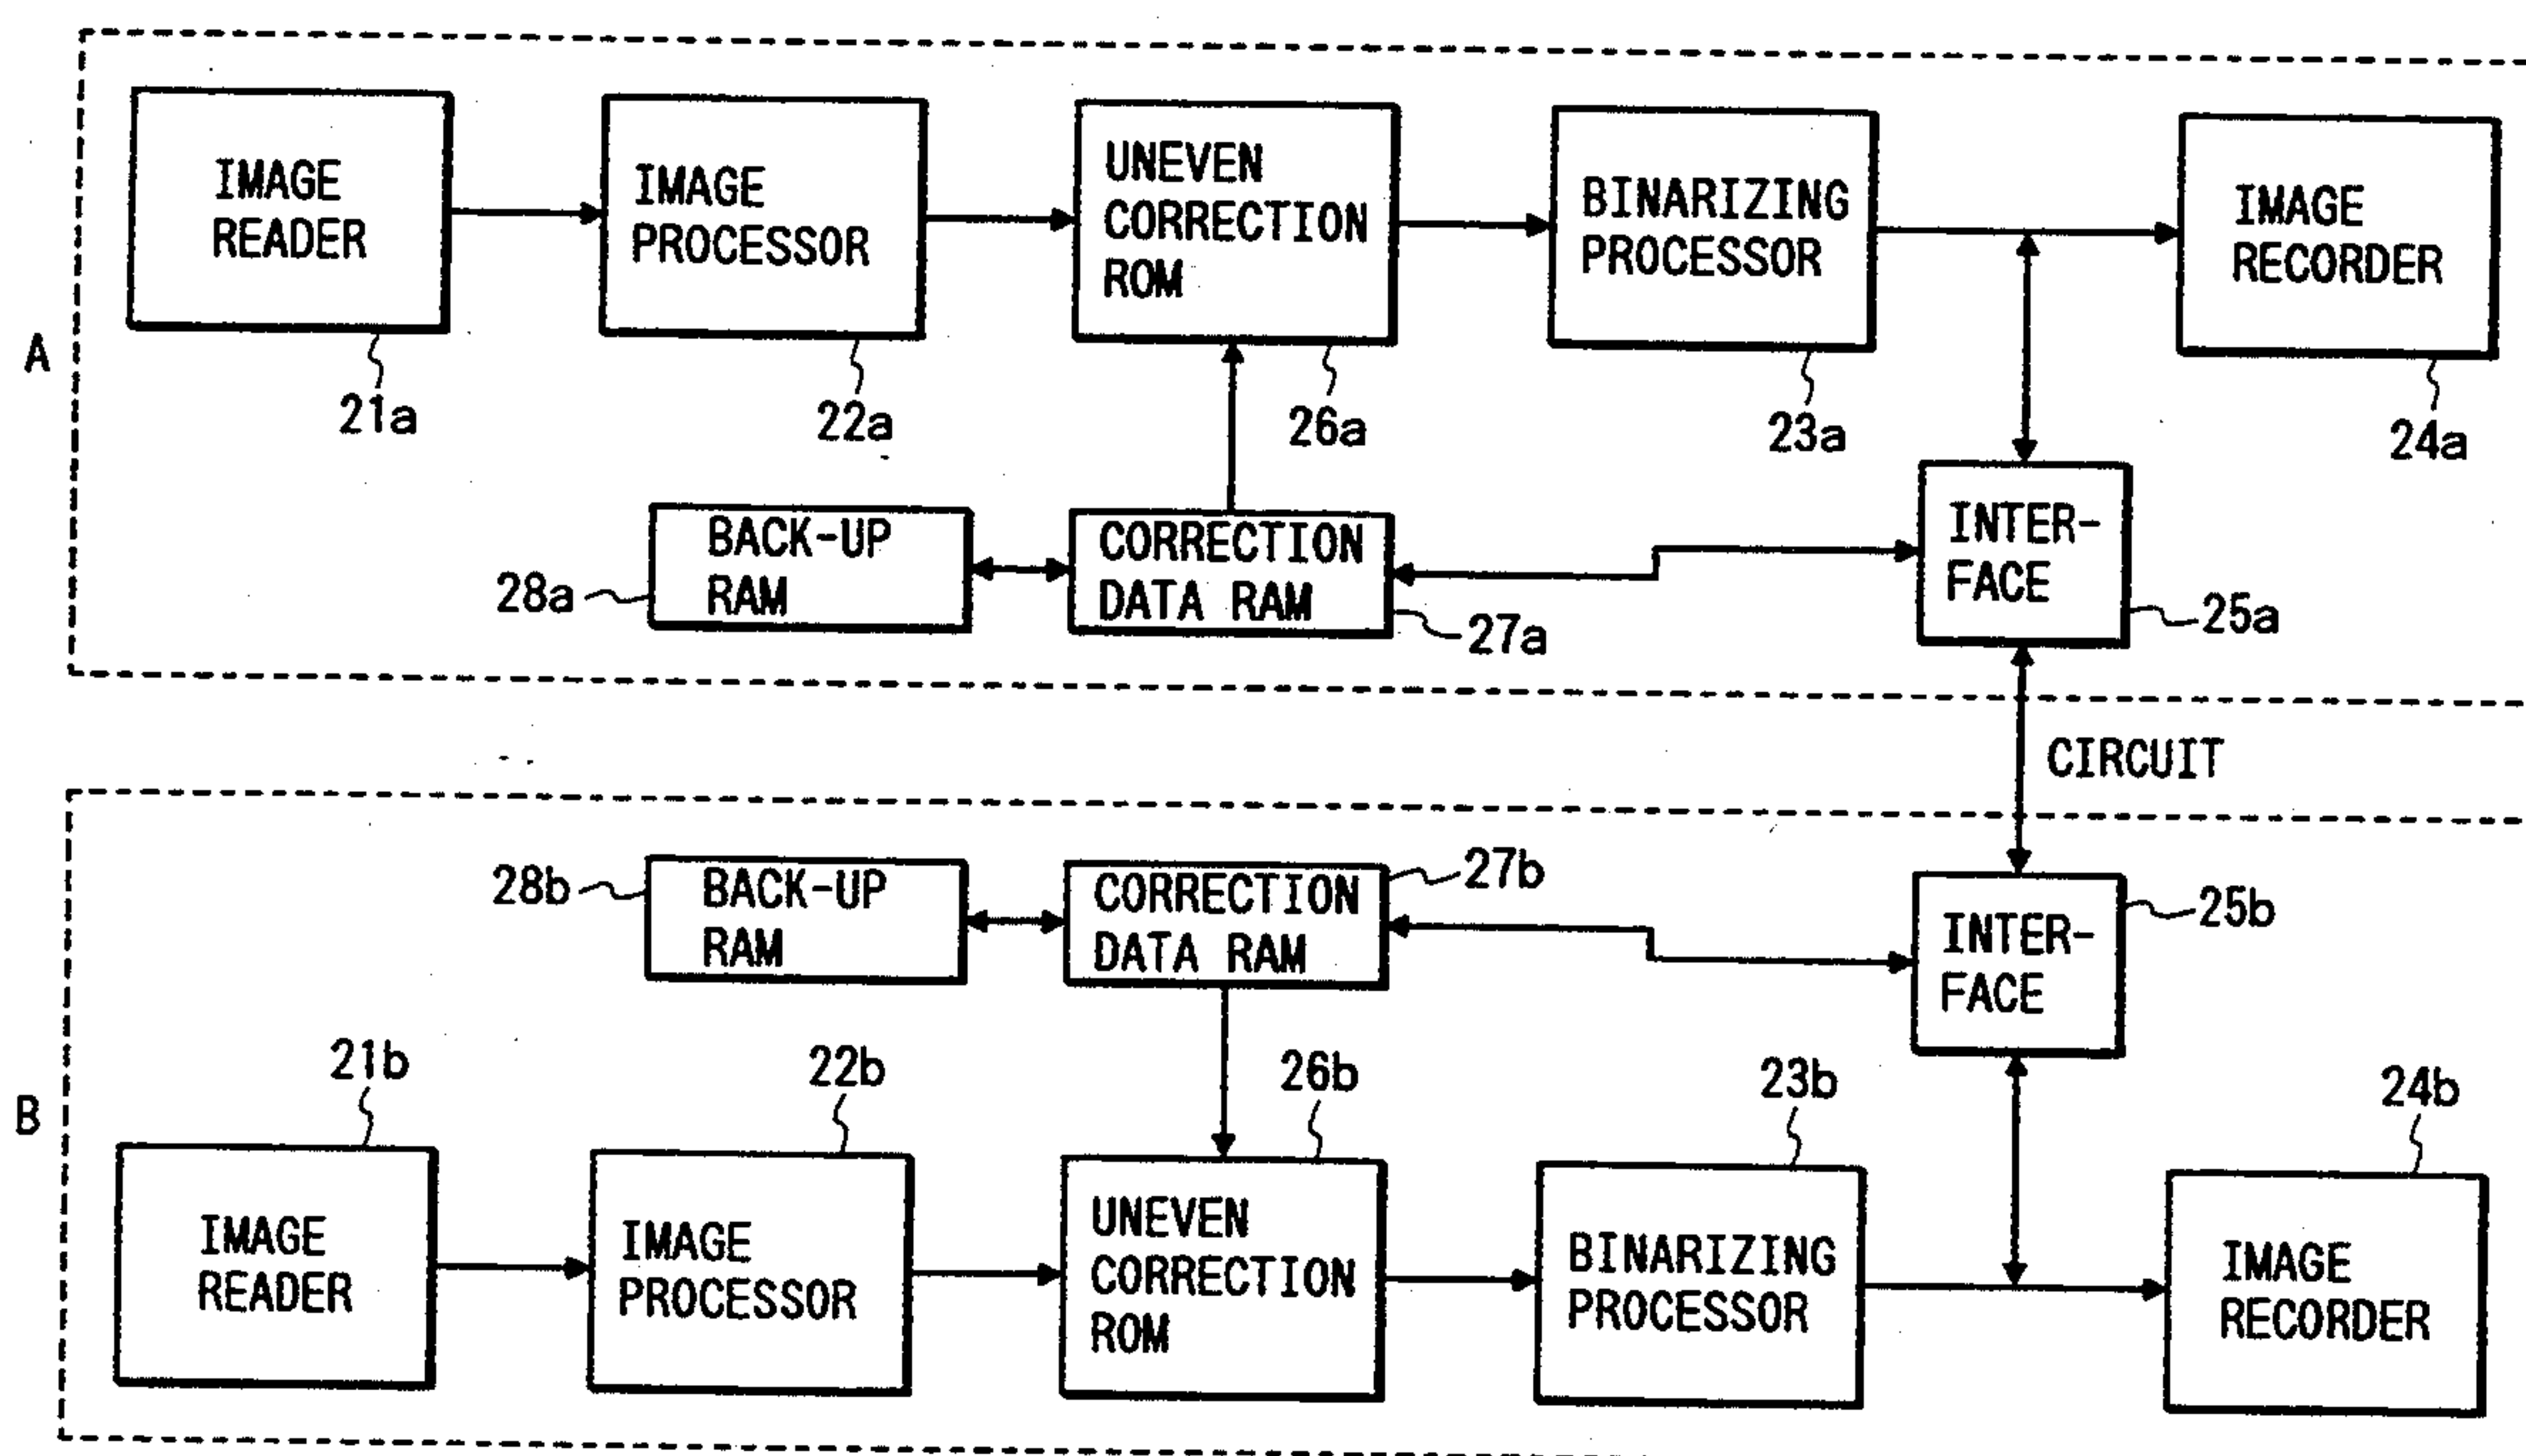 A
IMAGE
READER
21a
IMAGE
PROCESSOR
22a
UNEVEN
CORRECTION
ROM
26a
BINARIZING
PROCESSOR
23a
IMAGE
RECORDER
24a
BACK-UP
RAM
28a
CORRECTION
DATA RAM
27a
INTER-
FACE
25a
CIRCUIT
B
28b
BACK-UP
RAM
CORRECTION
DATA RAM
27b
INTER-
FACE
25b
21b
IMAGE
READER
22b
IMAGE
PROCESSOR
26b
UNEVEN
CORRECTION
ROM
23b
BINARIZING
PROCESSOR
24b
IMAGE
RECORDER